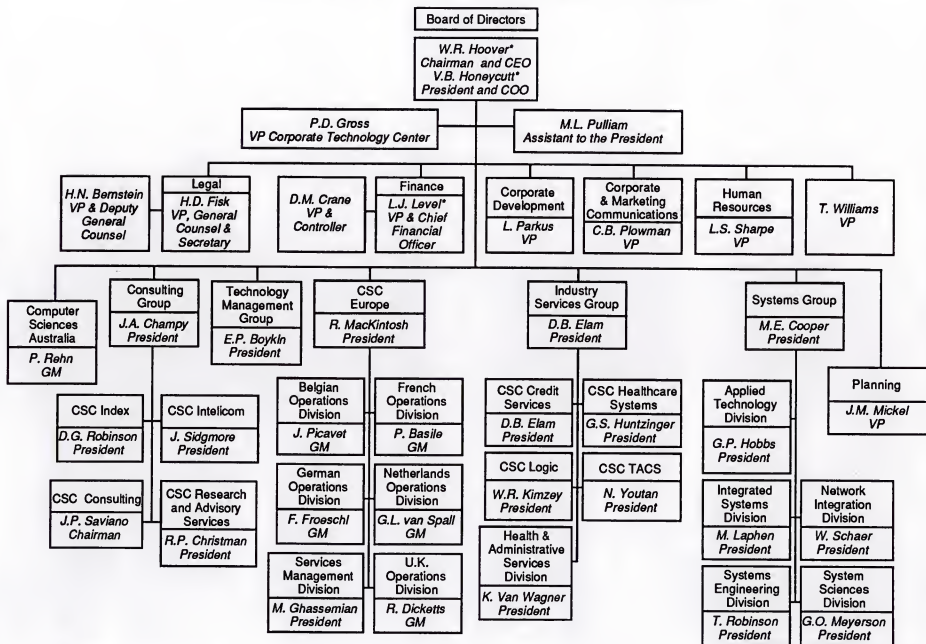 Board of Directors
W.R. Hoover*
Chairman and CEO
V.B. Honeycutt*
President and COO
P.D. Gross
VP Corporate Technology Center
M.L. Pulliam
Assistant to the President
H.N. Bernstein
VP & Deputy
General
Counsel
Legal
H.D. Fisk
VP, General
Counsel &
Secretary
D.M. Crane
VP &
Controller
Finance
L.J. Level*
VP & Chief
Financial
Officer
Corporate
Development
L. Parkus
VP
Corporate
& Marketing
Communications
C.B. Plowman
VP
Human
Resources
L.S. Sharpe
VP
T. Williams
VP
Computer
Sciences
Australia
P. Rehn
GM
Consulting
Group
J.A. Champy
President
Technology
Management
Group
E.P. Boykin
President
CSC
Europe
R. MacKintosh
President
Industry
Services Group
D.B. Elam
President
Systems Group
M.E. Cooper
President
Planning
J.M. Mickel
VP
CSC Index
D.G. Robinson
President
CSC Intelicom
J. Sidgmore
President
CSC Consulting
J.P. Saviano
Chairman
CSC Research
and Advisory
Services
R.P. Christman
President
Belgian
Operations
Division
J. Picavet
GM
French
Operations
Division
P. Basile
GM
German
Operations
Division
F. Froeschl
GM
Netherlands
Operations
Division
G.L. van Spall
GM
Services
Management
Division
M. Ghassemian
President
U.K.
Operations
Division
R. Dicketts
GM
CSC Credit
Services
D.B. Elam
President
CSC Healthcare
Systems
G.S. Huntzinger
President
CSC Logic
W.R. Kimzey
President
CSC TACS
N. Youtan
President
Health &
Administrative
Services
Division
K. Van Wagner
President
Applied
Technology
Division
G.P. Hobbs
President
Integrated
Systems
Division
M. Laphen
President
Network
Integration
Division
W. Schaer
President
Systems
Engineering
Division
T. Robinson
President
System
Sciences
Division
G.O. Meyerson
President